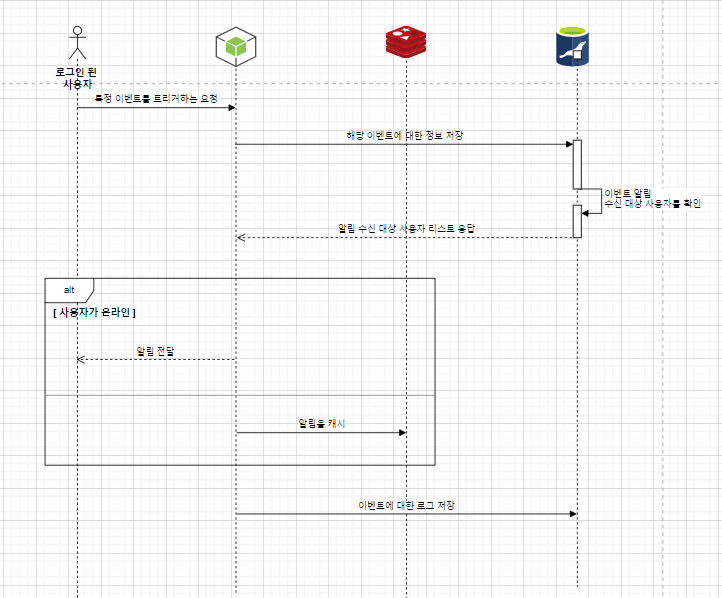 로그인 된
사용자
특정 이벤트를 트리거하는 요청
해당 이벤트에 대한 정보 저장
이벤트 알림
수신 대상 사용자를 확인
알림 수신 대상 사용자 리스트 응답
alt
[ 사용자가 온라인 ]
알림 전달
알림을 캐시
이벤트에 대한 로그 저장